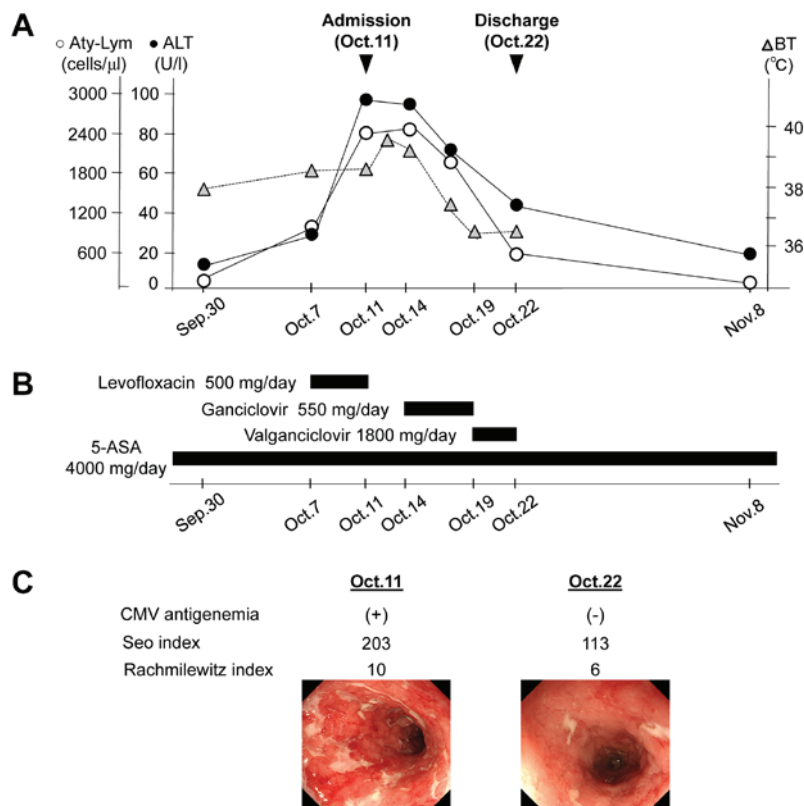 A
Admission
(Oct.11)
Discharge
(Oct.22)
○ Aty-Lym
(cells/μl)
● ALT
(U/l)
△BT
(℃)
3000
2400
1800
1200
600
100
80
60
40
20
0
40
38
36
Sep.30
Oct.7
Oct.11
Oct.14
Oct.19
Oct.22
Nov.8
B
Levofloxacin 500 mg/day
Ganciclovir 550 mg/day
Valganciclovir 1800 mg/day
5-ASA
4000 mg/day
Sep.30
Oct.7
Oct.11
Oct.14
Oct.19
Oct.22
Nov.8
C
Oct.11 Oct.22
CMV antigenemia (+) (-)
Seo index 203 113
Rachmilewitz index 10 6